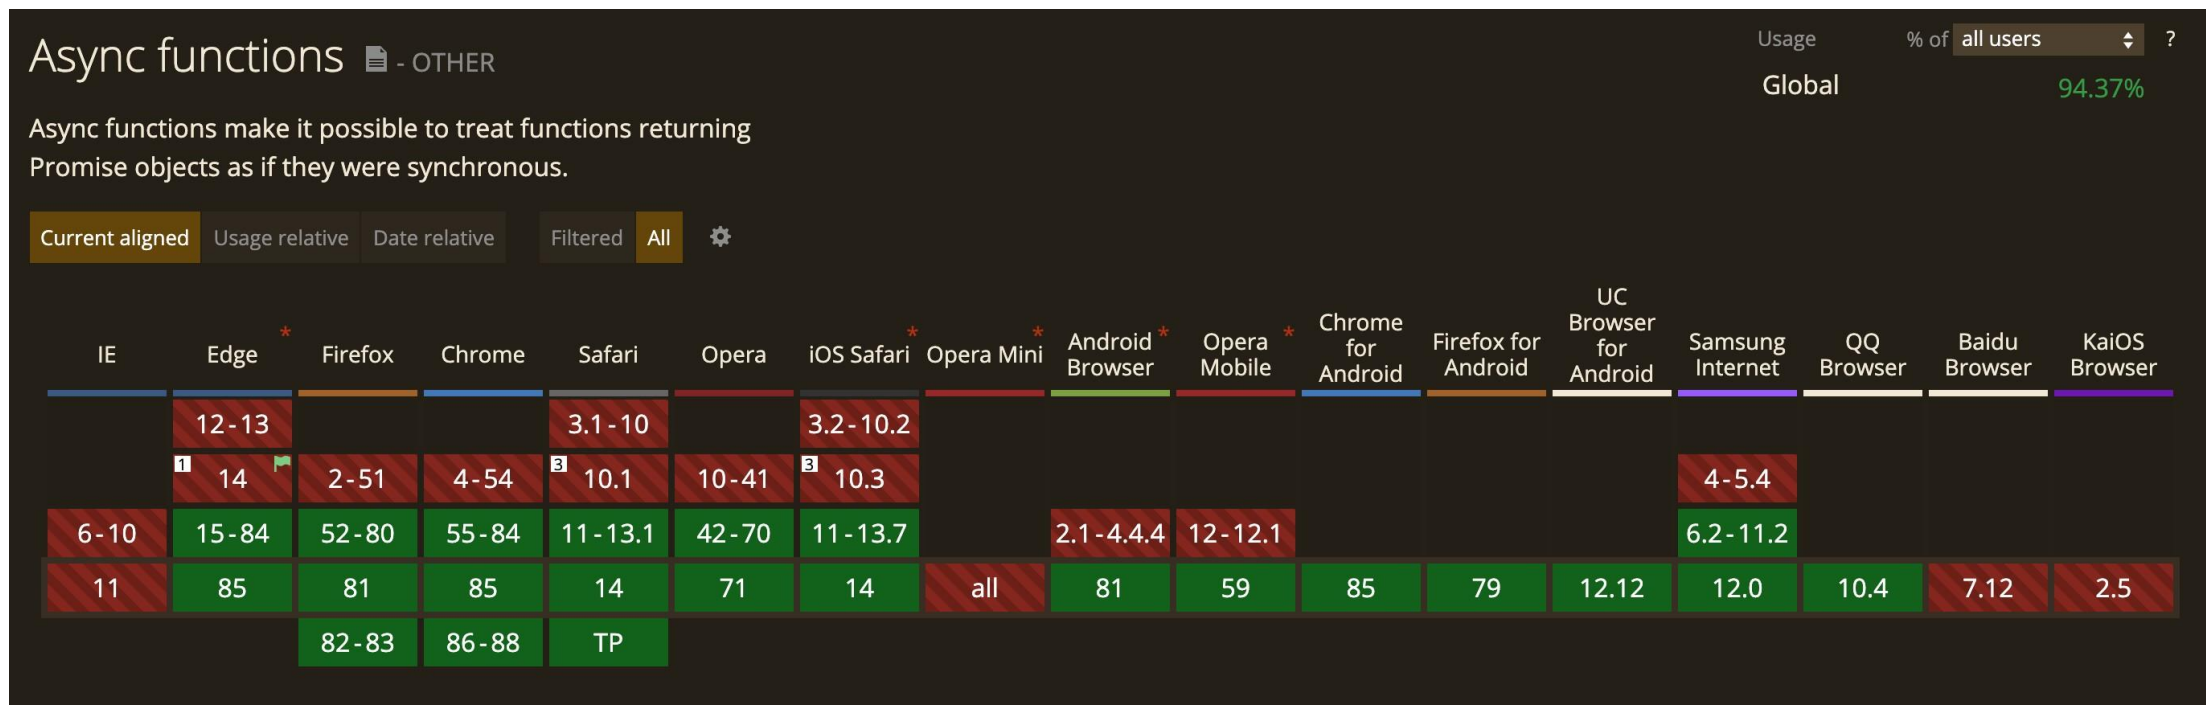 Async functions - OTHER
Usage % of all users ?
Global 94.37%
Async functions make it possible to treat functions returning
Promise objects as if they were synchronous.
Current aligned Usage relative Date relative Filtered All
IE Edge * Firefox Chrome Safari Opera iOS Safari * Opera Mini * Android Browser * Opera Mobile * Chrome for Android Firefox for Android UC Browser for Android Samsung Internet QQ Browser Baidu Browser KaiOS Browser
12-13 3.1-10 3.2-10.2
1 14 2-51 4-54 3 10.1 10-41 3 10.3 4-5.4
6-10 15-84 52-80 55-84 11-13.1 42-70 11-13.7 2.1-4.4.4 12-12.1 6.2-11.2
11 85 81 85 14 71 14 all 81 59 85 79 12.12 12.0 10.4 7.12 2.5
82-83 86-88 TP